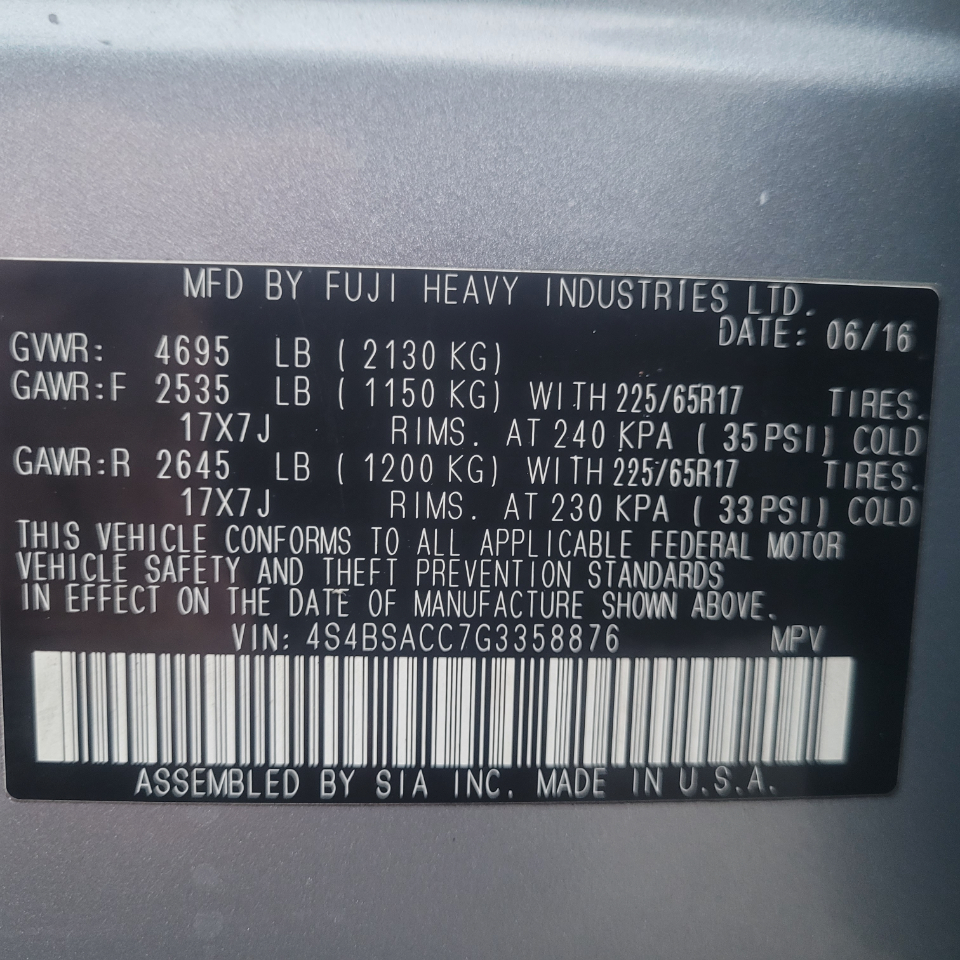 MFD BY FUJI HEAVY INDUSTRIES LTD.
DATE: 06/16
GVWR: 4695 LB ( 2130 KG)
GAWR:F 2535 LB ( 1150 KG) WITH 225/65R17 TIRES.
17X7J RIMS. AT 240 KPA ( 35 PSI) COLD
GAWR:R 2645 LB ( 1200 KG) WITH 225/65R17 TIRES.
17X7J RIMS. AT 230 KPA ( 33 PSI) COLD
THIS VEHICLE CONFORMS TO ALL APPLICABLE FEDERAL MOTOR
VEHICLE SAFETY AND THEFT PREVENTION STANDARDS
IN EFFECT ON THE DATE OF MANUFACTURE SHOWN ABOVE.
VIN: 4S4BSACC7G3358876 MPV
ASSEMBLED BY SIA INC. MADE IN U.S.A.